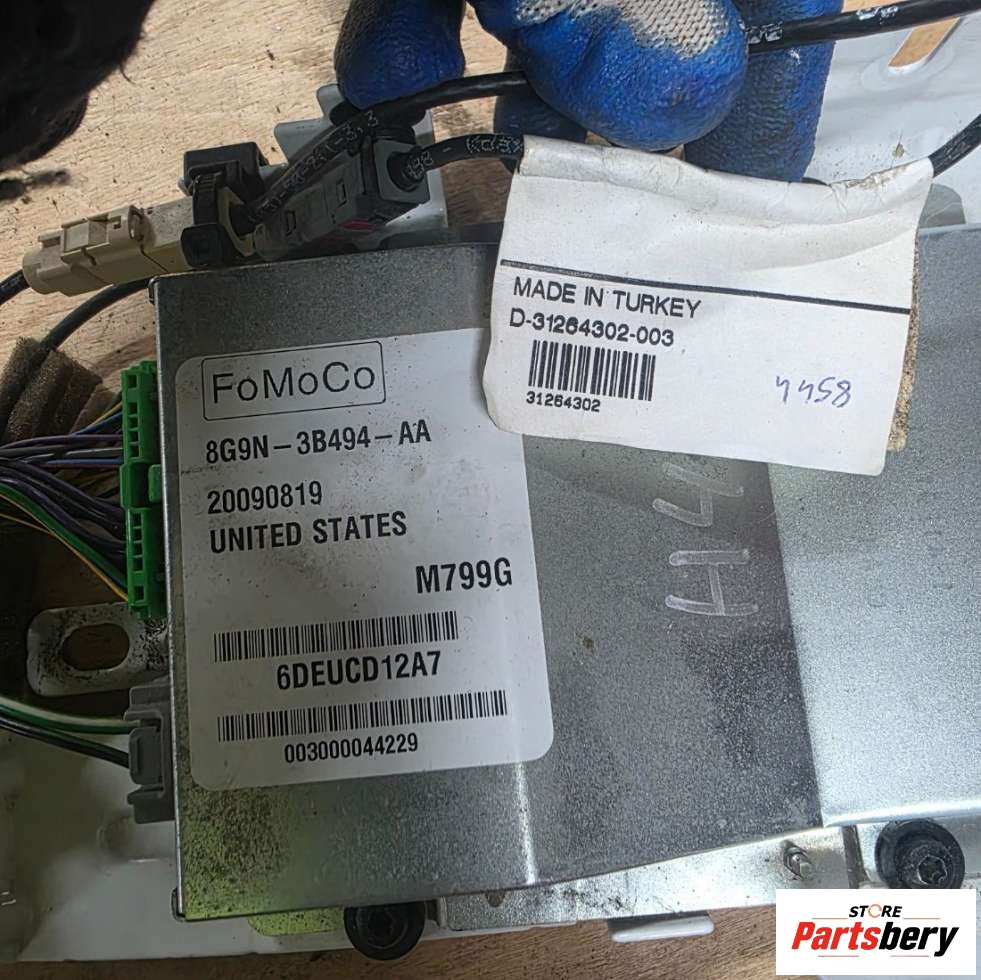 MADE IN TURKEY
D-31264302-003
31264302
4458
FoMoCo
8G9N-3B494-AA
20090819
UNITED STATES
M799G
6DEUCD12A7
003000044229
STORE
Partsbery